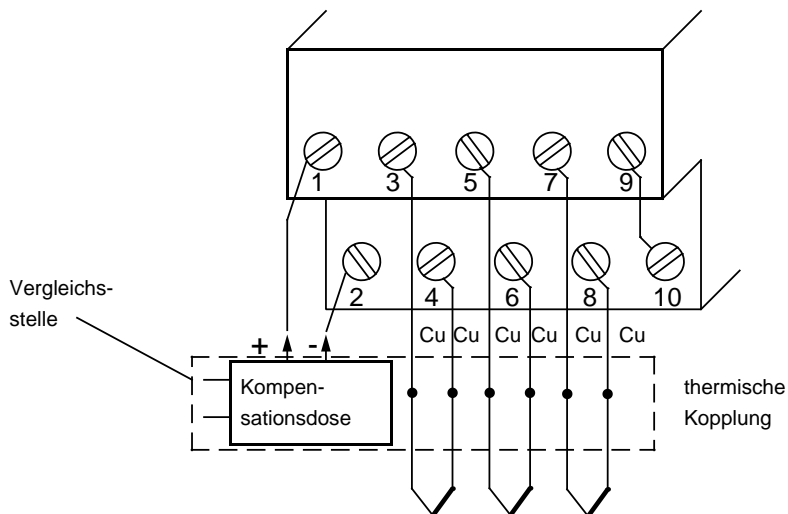 1 3 5 7 9
2 4 6 8 10
Vergleichs-
stelle
Cu Cu Cu Cu Cu
+ -
Kompen-
sationsdose
thermische
Kopplung